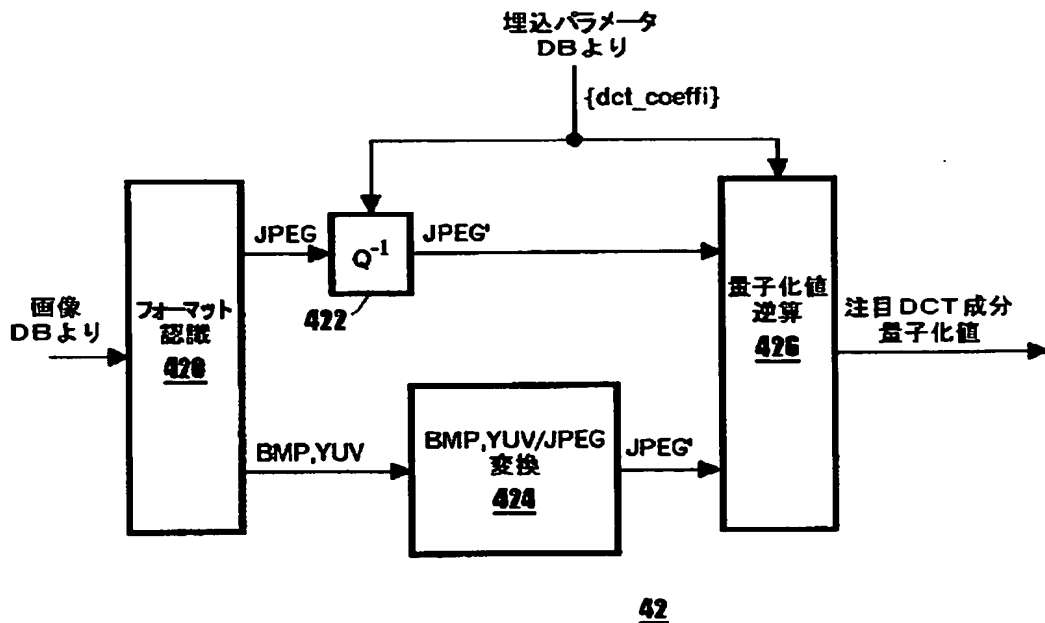 埋込パラメータ
DBより
{dct_coeffi}
JPEG
Q⁻¹
JPEG'
422
画像
DBより
フォーマット
認識
420
量子化値
逆算
426
注目DCT成分
量子化値
BMP,YUV
BMP,YUV/JPEG
変換
424
JPEG'
42